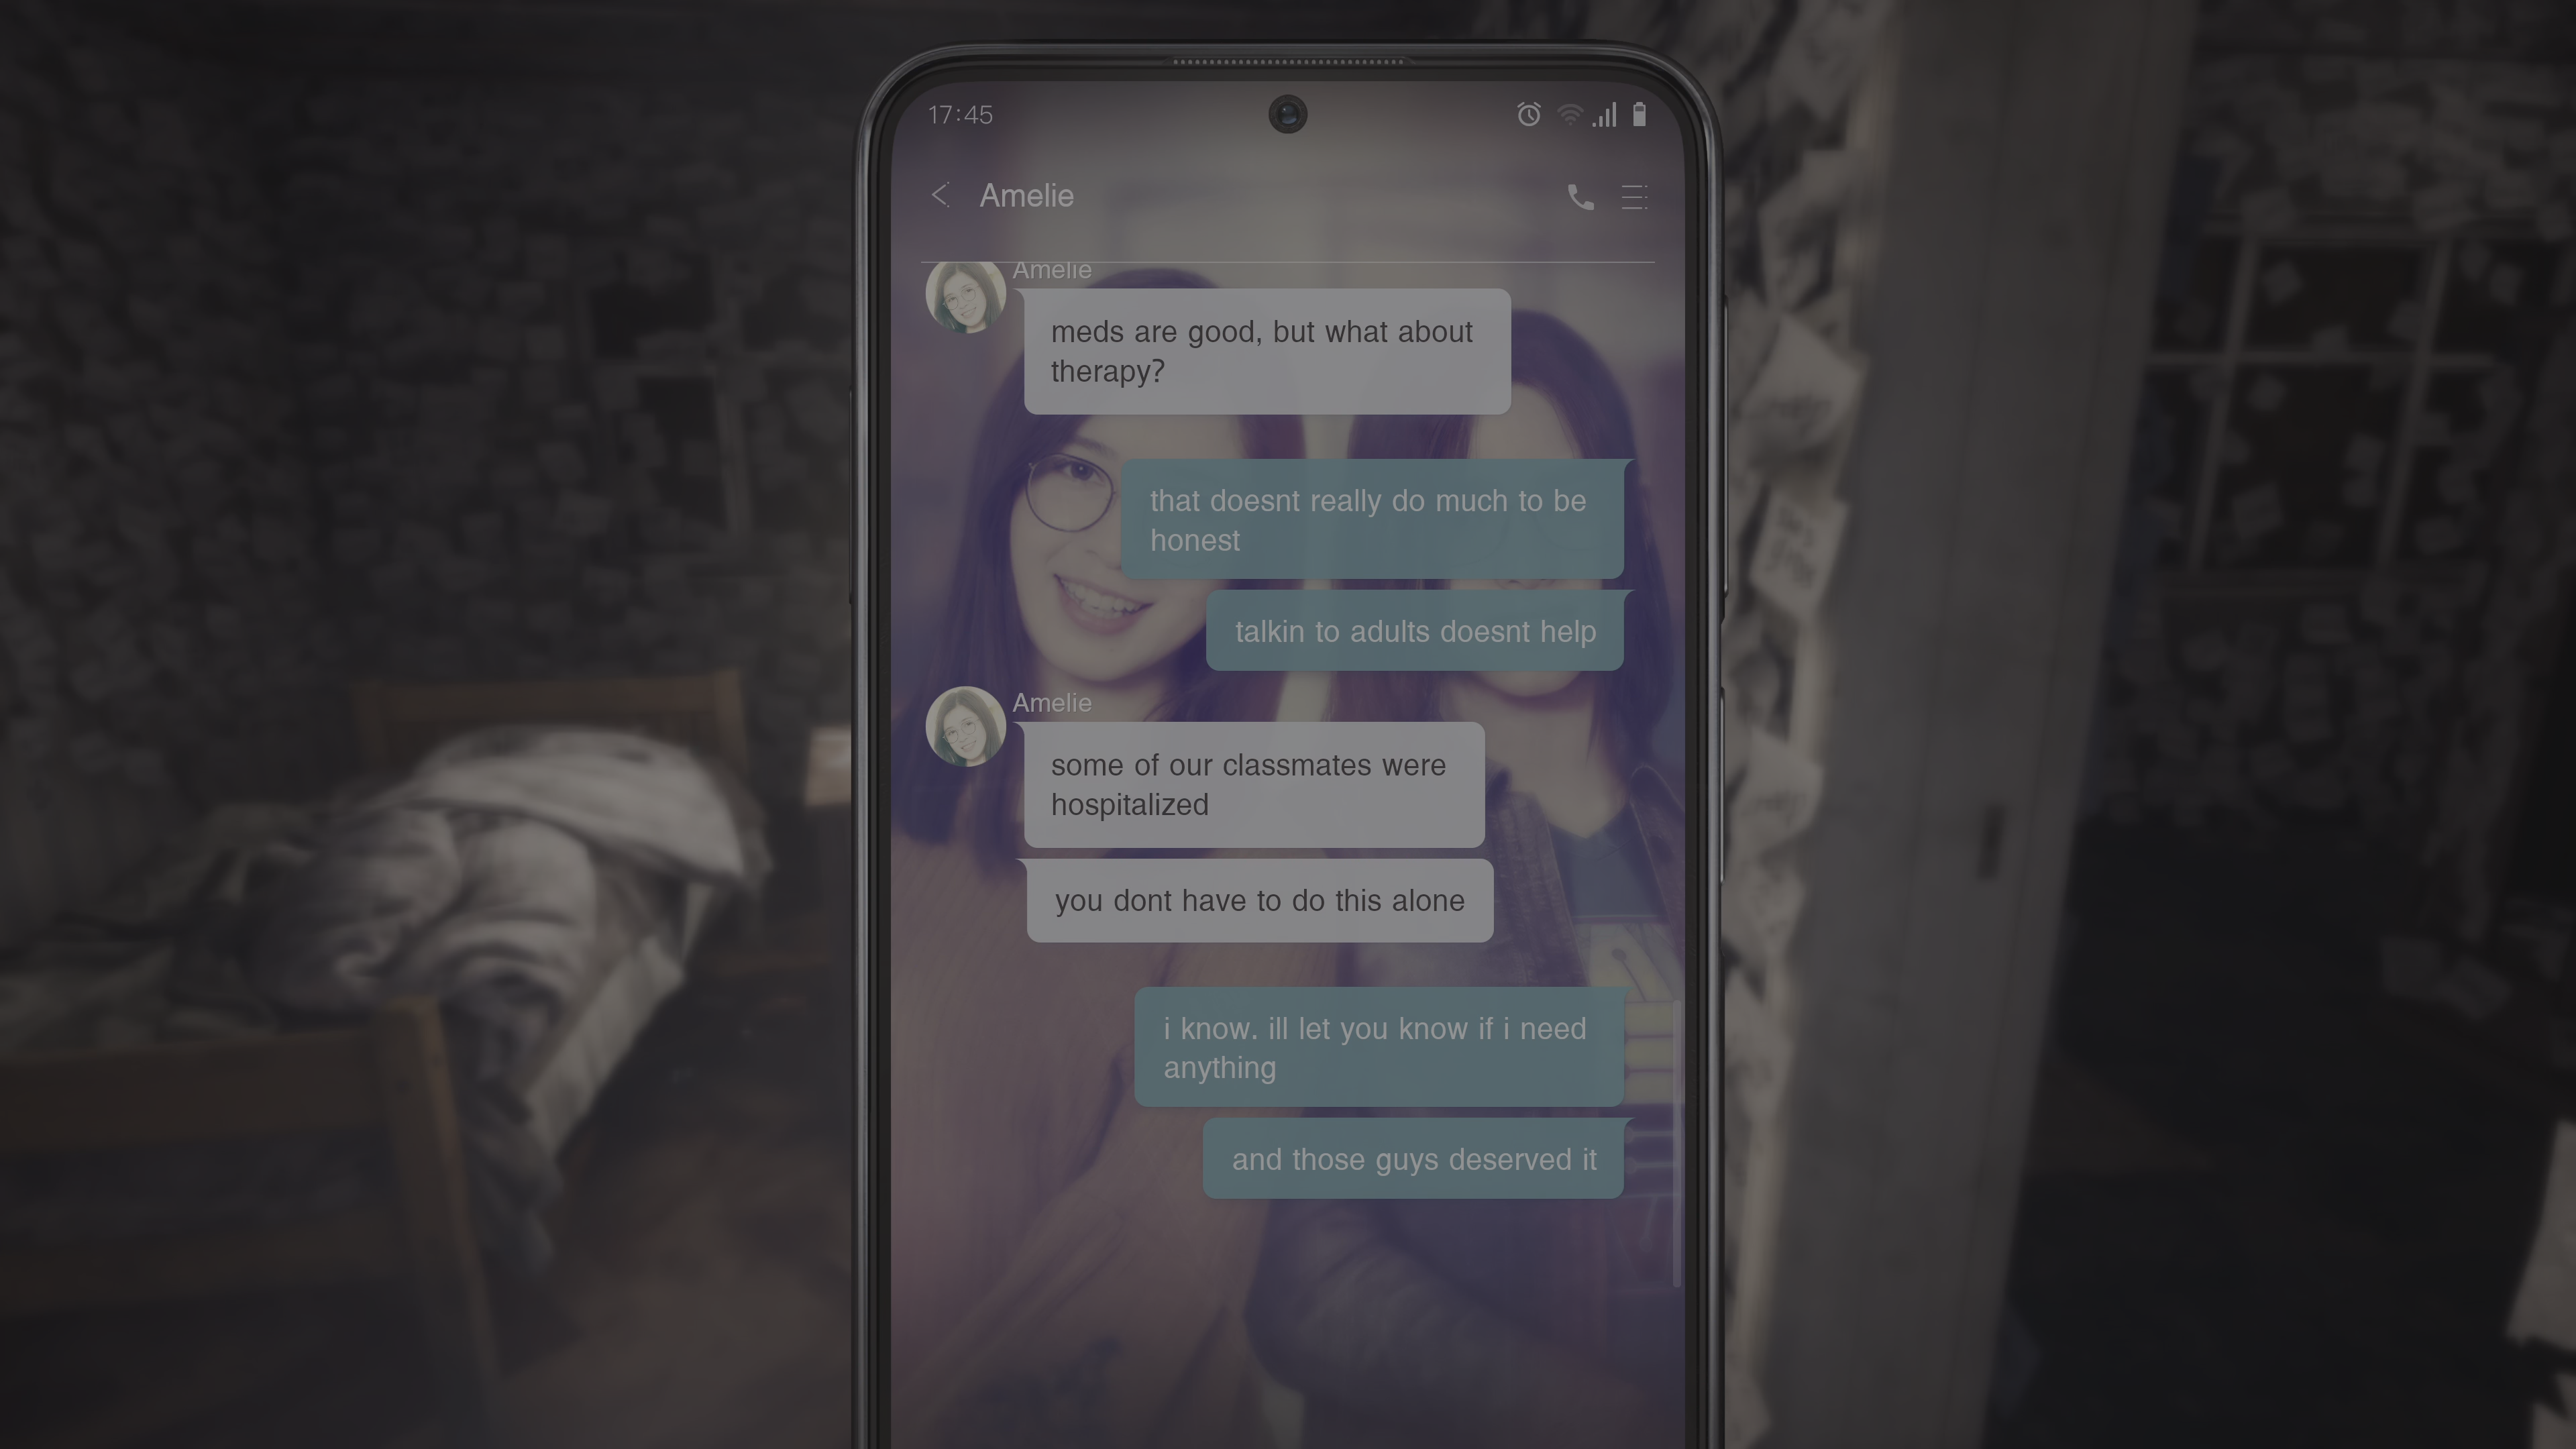 17:45
Amelie
Amelie
meds are good, but what about
therapy?
that doesnt really do much to be
honest
talkin to adults doesnt help
Amelie
some of our classmates were
hospitalized
you dont have to do this alone
i know. ill let you know if i need
anything
and those guys deserved it